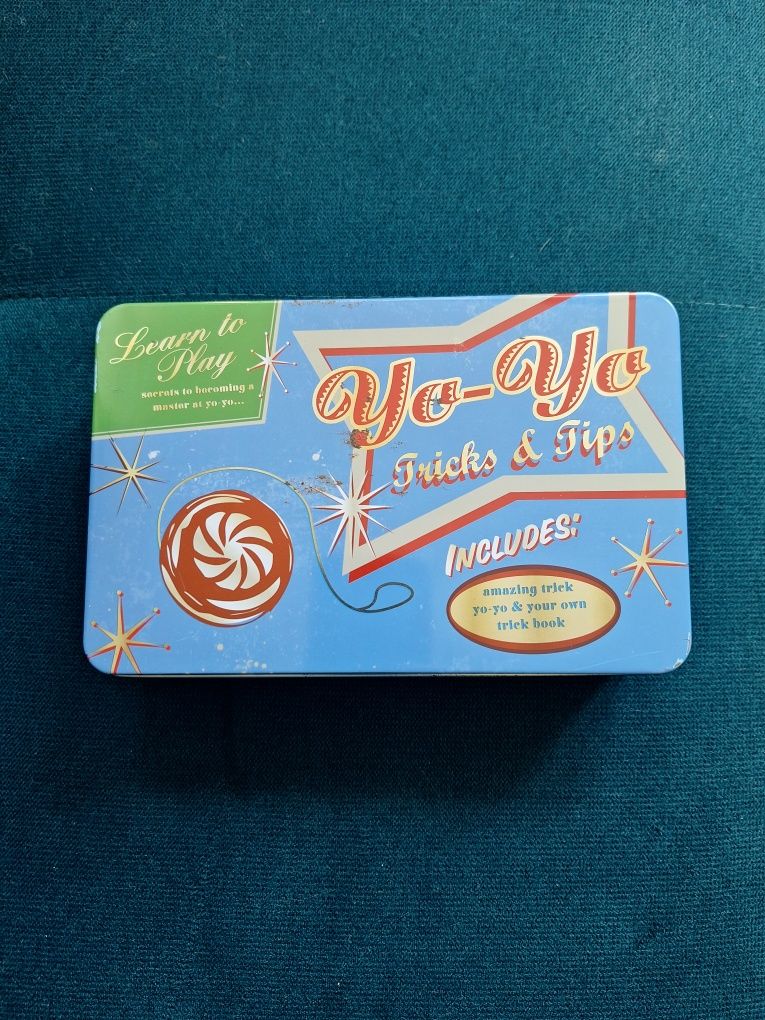 Learn to
Play
secrets to becoming a
master at yo-yo...
Yo-Yo
Tricks & Tips
INCLUDES:
amazing trick
yo-yo & your own
trick book